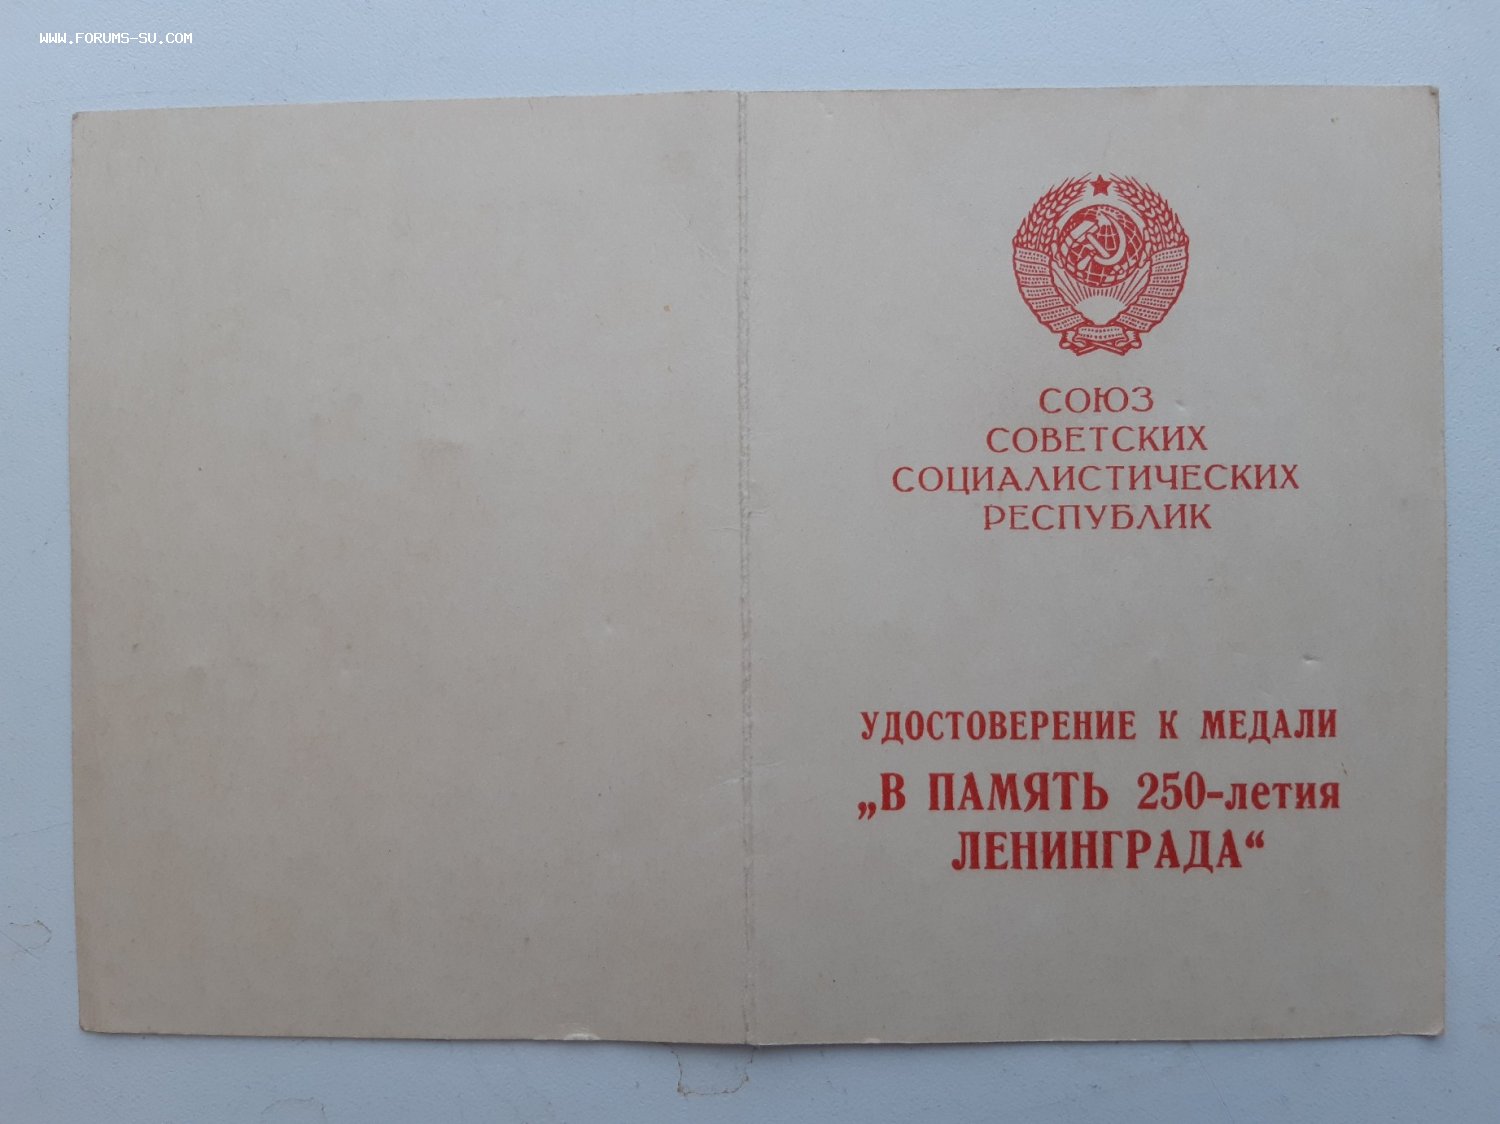 WWW.FORUMS-SU.COM
СОЮЗ
СОВЕТСКИХ
СОЦИАЛИСТИЧЕСКИХ
РЕСПУБЛИК
УДОСТОВЕРЕНИЕ К МЕДАЛИ
„В ПАМЯТЬ 250-летия
ЛЕНИНГРАДА“